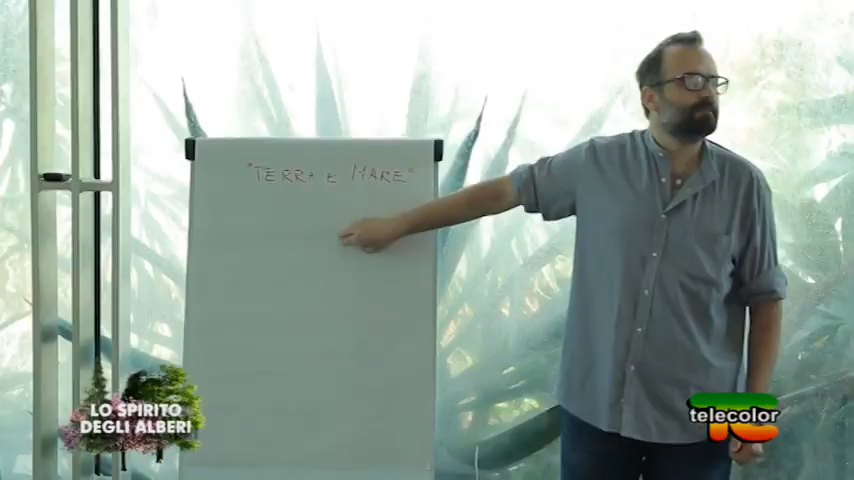 "TERRA E MARE"
LO SPIRITO
DEGLI ALBERI
telecolor